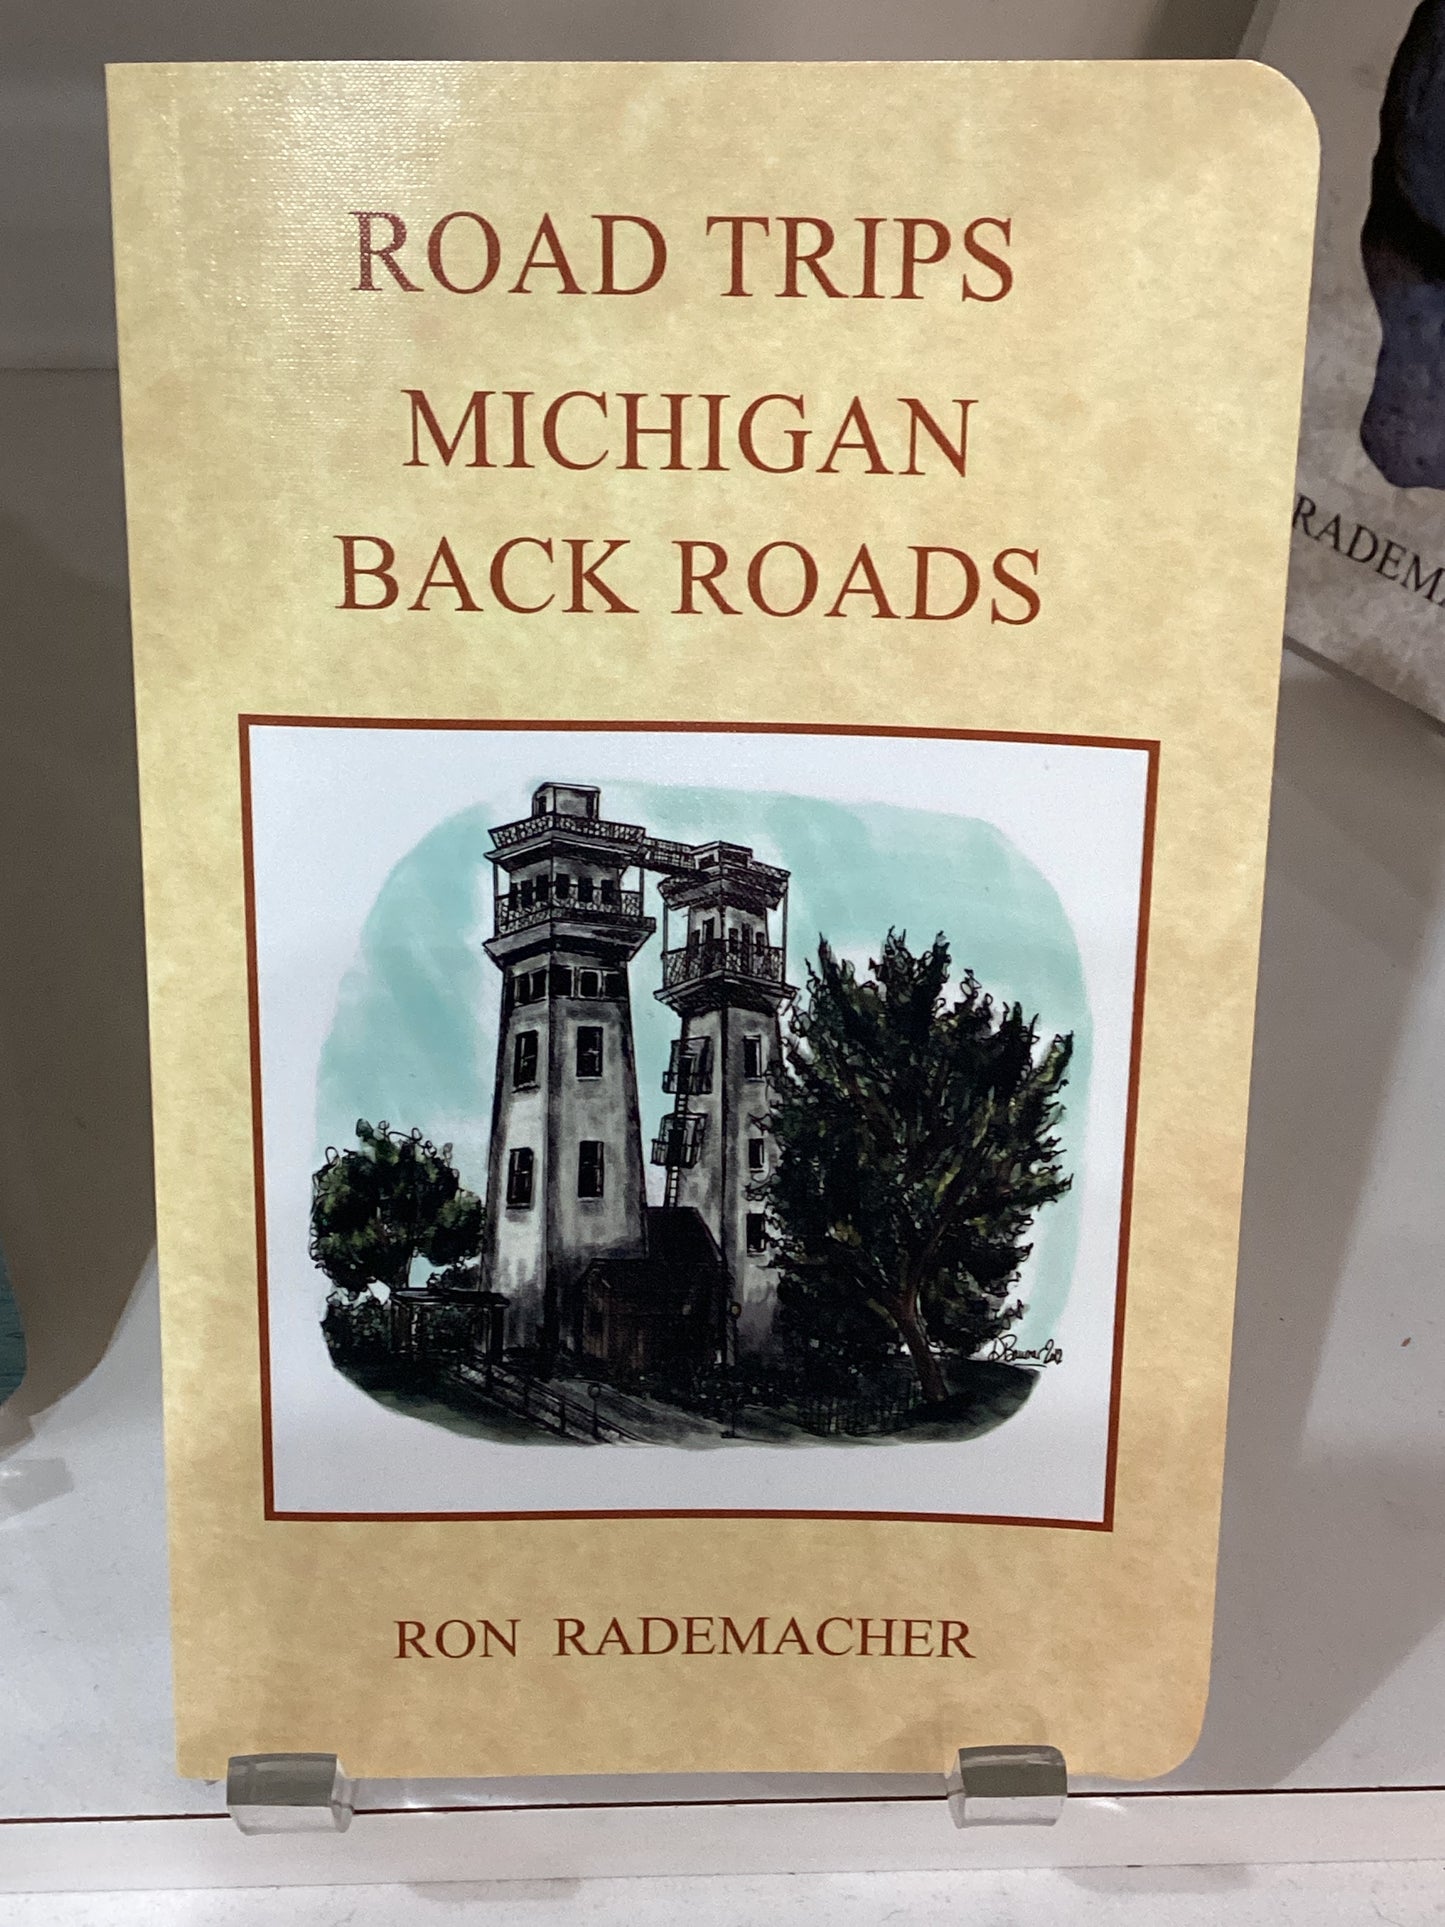 ROAD TRIPS
MICHIGAN
BACK ROADS
RON RADEMACHER